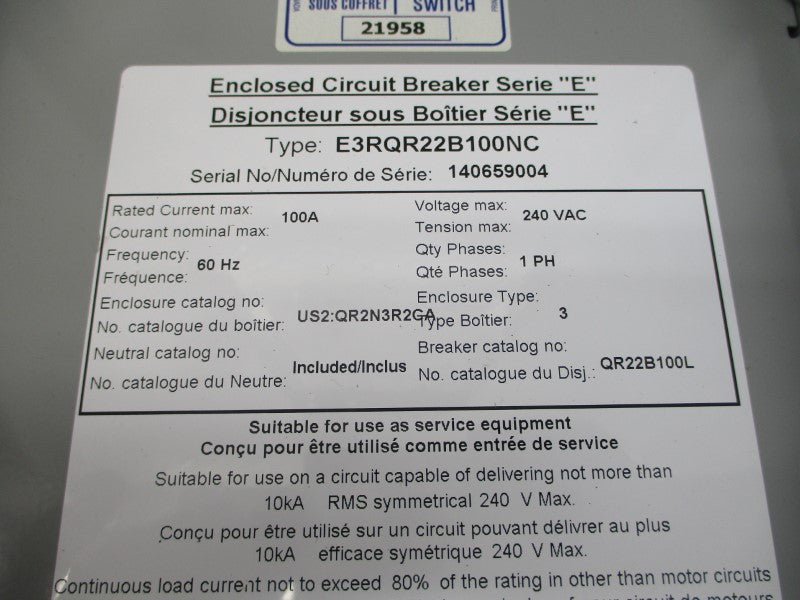 SOUS COFFRET SWITCH
21958
Enclosed Circuit Breaker Serie "E"
Disjoncteur sous Boîtier Série "E"
Type: E3RQR22B100NC
Serial No/Numéro de Série: 140659004
Rated Current max: 100A
Courant nominal max:
Voltage max: 240 VAC
Tension max:
Frequency: 60 Hz
Fréquence:
Qty Phases: 1 PH
Qté Phases:
Enclosure catalog no: US2:QR2N3R2GA
No. catalogue du boîtier:
Enclosure Type: 3
Type Boîtier:
Neutral catalog no: Included/Inclus
No. catalogue du Neutre:
Breaker catalog no: QR22B100L
No. catalogue du Disj.:
Suitable for use as service equipment
Conçu pour être utilisé comme entrée de service
Suitable for use on a circuit capable of delivering not more than
10kA RMS symmetrical 240 V Max.
Conçu pour être utilisé sur un circuit pouvant délivrer au plus
10kA efficace symétrique 240 V Max.
Continuous load current not to exceed 80% of the rating in other than motor circuits